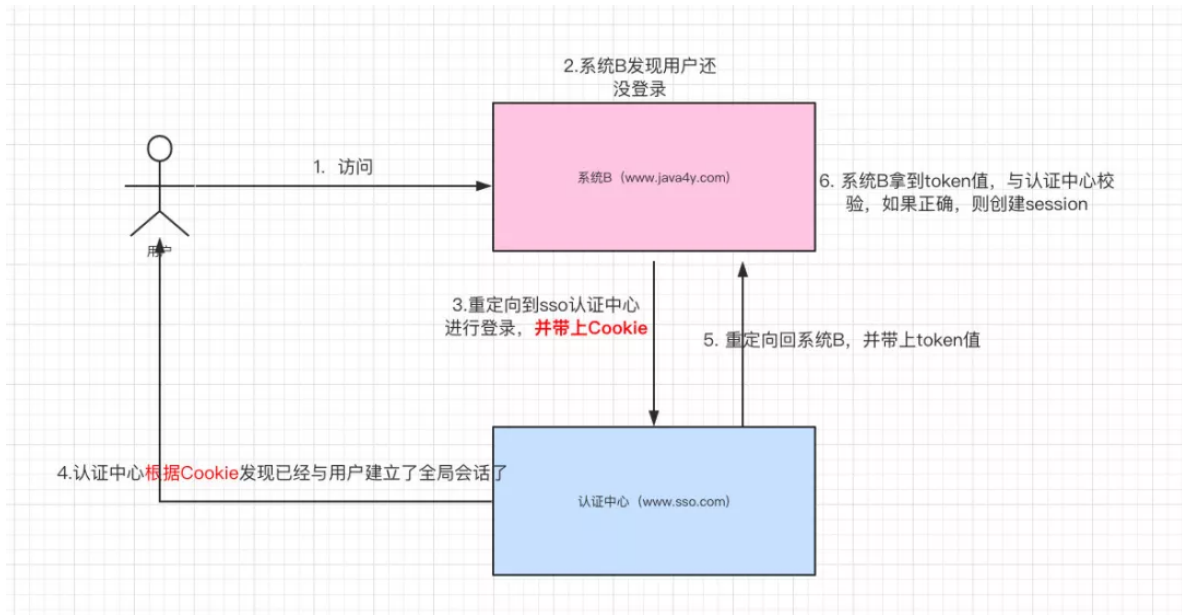 2.系统B发现用户还
没登录
1. 访问
系统B（www.java4y.com）
6. 系统B拿到token值，与认证中心校
验，如果正确，则创建session
用户
3.重定向到sso认证中心
进行登录，并带上Cookie
5. 重定向回系统B，并带上token值
4.认证中心根据Cookie发现已经与用户建立了全局会话了
认证中心（www.sso.com）